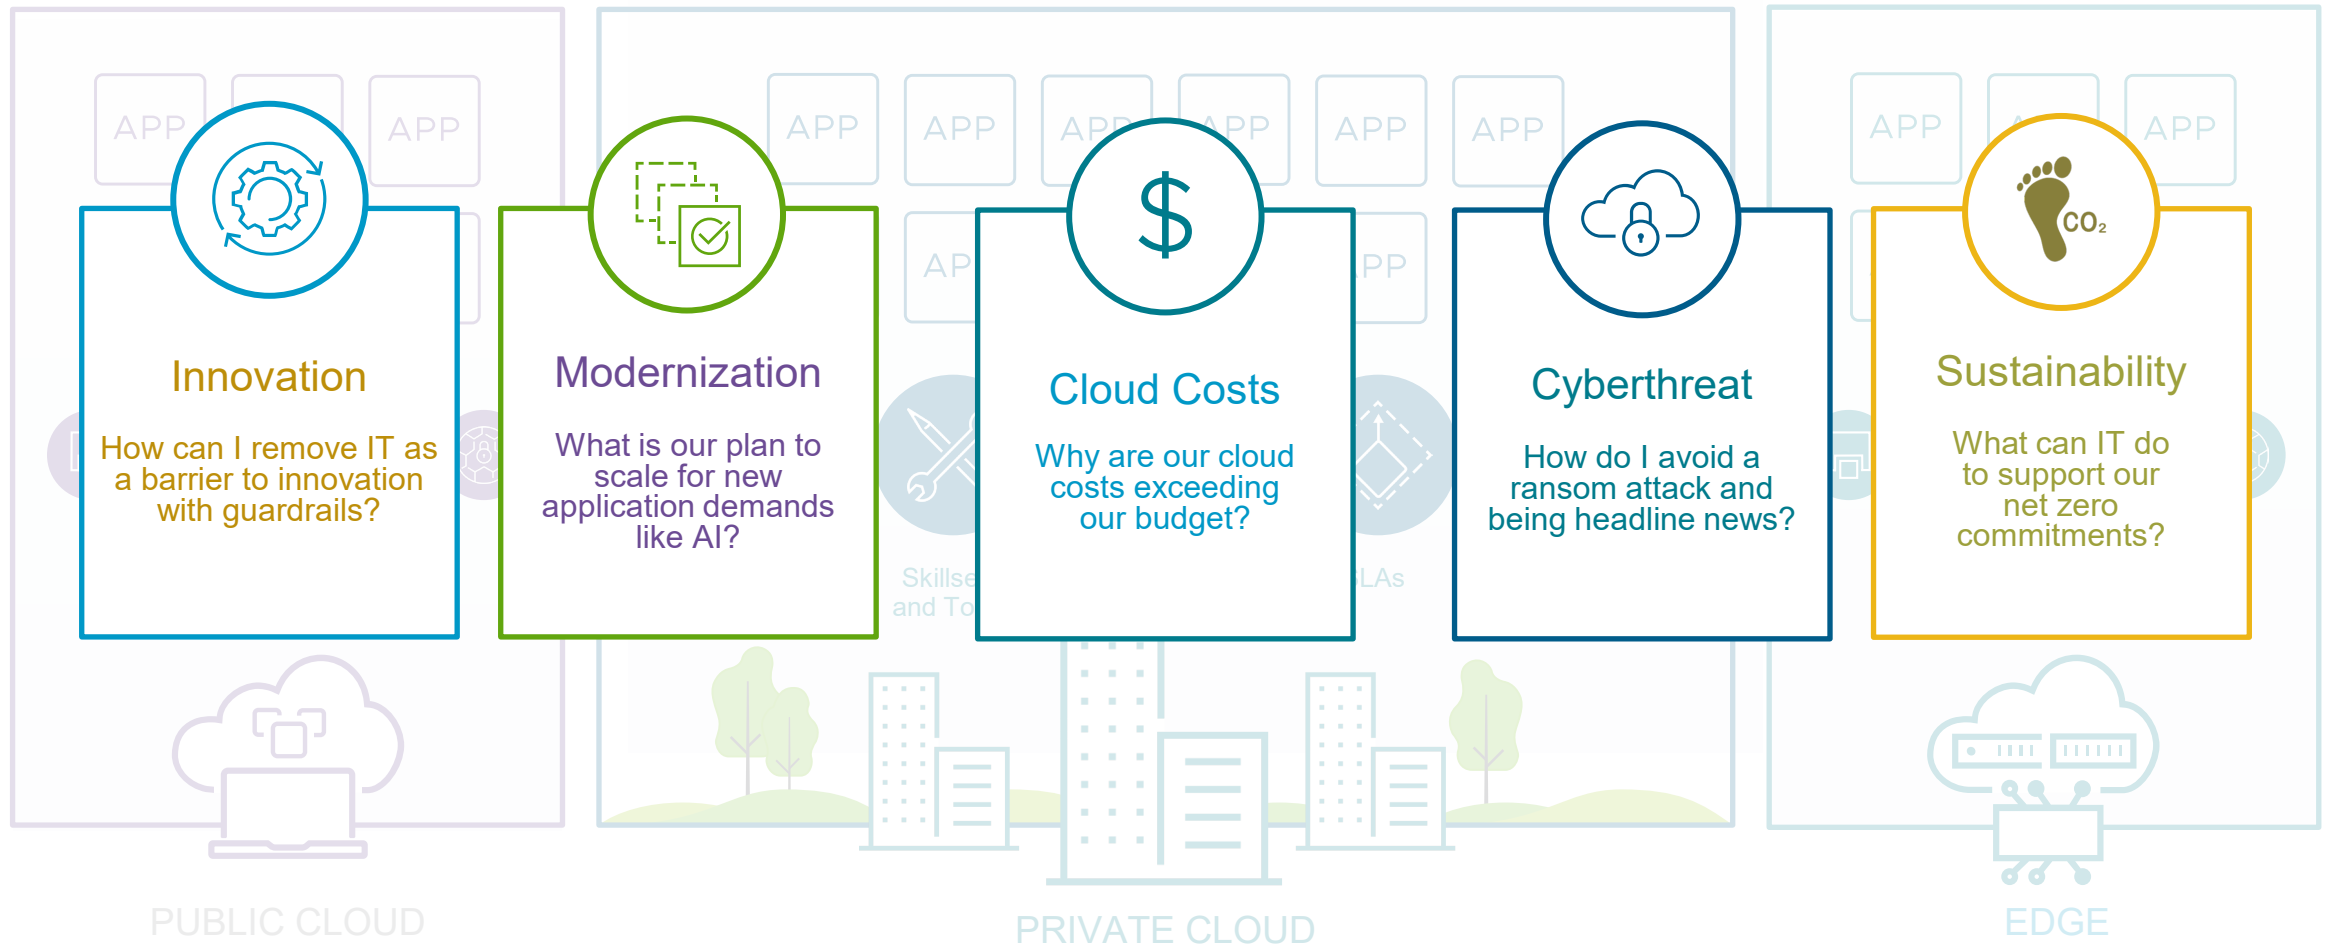 APP
APP
APP
APP
APP
APP
APP
APP
APP
APP
Innovation
How can I remove IT as
a barrier to innovation
with guardrails?
Modernization
What is our plan to
scale for new
application demands
like AI?
$
Cloud Costs
Why are our cloud
costs exceeding
our budget?
Cyberthreat
How do I avoid a
ransom attack and
being headline news?
CO₂
Sustainability
What can IT do
to support our
net zero
commitments?
and
PUBLIC CLOUD
PRIVATE CLOUD
EDGE